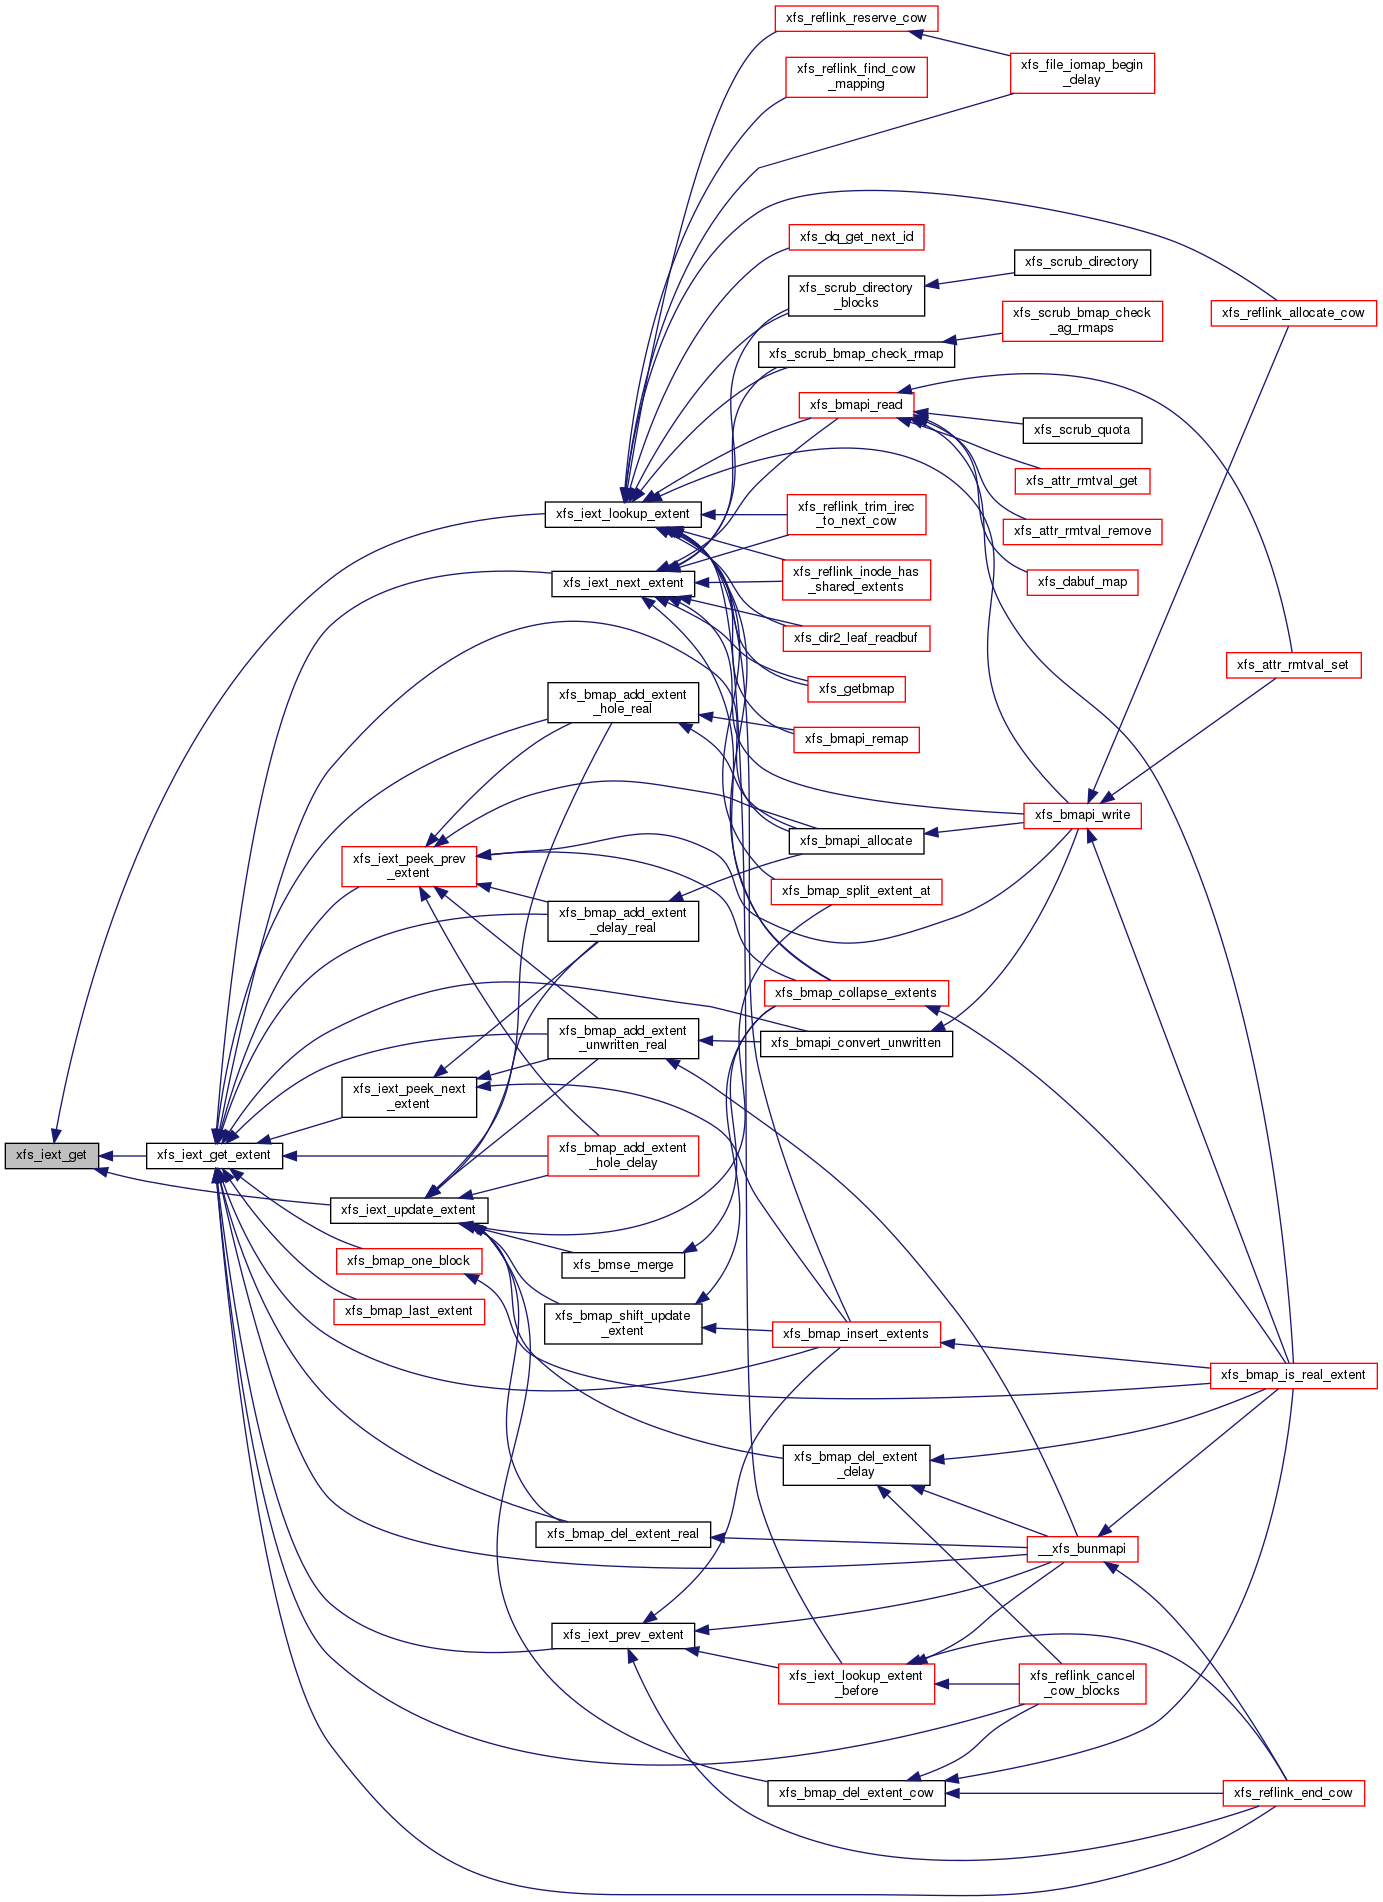 xfs_reflink_reserve_cow
xfs_file_iomap_begin
_delay
xfs_reflink_find_cow
_mapping
xfs_dq_get_next_id
xfs_scrub_directory
xfs_scrub_directory
_blocks
xfs_reflink_allocate_cow
xfs_scrub_bmap_check
_ag_rmaps
xfs_scrub_bmap_check_rmap
xfs_bmapi_read
xfs_scrub_quota
xfs_attr_rmtval_get
xfs_iext_lookup_extent
xfs_reflink_trim_irec
_to_next_cow
xfs_attr_rmtval_remove
xfs_iext_next_extent
xfs_reflink_inode_has
_shared_extents
xfs_dabuf_map
xfs_dir2_leaf_readbuf
xfs_attr_rmtval_set
xfs_getbmap
xfs_bmap_add_extent
_hole_real
xfs_bmapi_remap
xfs_bmapi_write
xfs_bmapi_allocate
xfs_iext_peek_prev
_extent
xfs_bmap_split_extent_at
xfs_bmap_add_extent
_delay_real
xfs_bmap_collapse_extents
xfs_bmap_add_extent
_unwritten_real
xfs_bmapi_convert_unwritten
xfs_iext_peek_next
_extent
xfs_iext_get
xfs_iext_get_extent
xfs_bmap_add_extent
_hole_delay
xfs_iext_update_extent
xfs_bmap_one_block
xfs_bmse_merge
xfs_bmap_last_extent
xfs_bmap_shift_update
_extent
xfs_bmap_insert_extents
xfs_bmap_is_real_extent
xfs_bmap_del_extent
_delay
xfs_bmap_del_extent_real
__xfs_bunmapi
xfs_iext_prev_extent
xfs_iext_lookup_extent
_before
xfs_reflink_cancel
_cow_blocks
xfs_bmap_del_extent_cow
xfs_reflink_end_cow